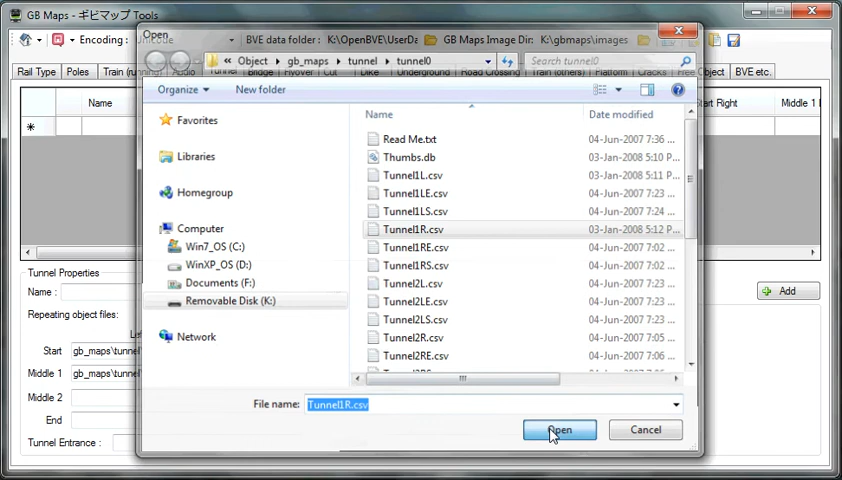 GB Maps - ギビマップ Tools
Open
Encoding: Unicode
BVE data folder: K:\OpenBVE\UserDa
GB Maps Image Dir: K:\gbmaps\images
« Object ▸ gb_maps ▸ tunnel ▸ tunnel0
Search tunnel0
Rail Type Poles Train (running) Audio Tunnel Bridge Flyover Cut Dike Underground Road Crossing Train (others) Platform Cracks Free Object BVE etc.
Organize New folder
Name
Start Right Middle 1
Name Date modified
Favorites
Libraries
Homegroup
Computer
Win7_OS (C:)
WinXP_OS (D:)
Documents (F:)
Removable Disk (K:)
Network
Read Me.txt 04-Jun-2007 7:36 ...
Thumbs.db 03-Jan-2008 5:10 P...
Tunnel1L.csv 03-Jan-2008 5:11 P...
Tunnel1LE.csv 04-Jun-2007 7:23 ...
Tunnel1LS.csv 04-Jun-2007 7:24 ...
Tunnel1R.csv 03-Jan-2008 5:12 P...
Tunnel1RE.csv 04-Jun-2007 7:02 ...
Tunnel1RS.csv 04-Jun-2007 7:02 ...
Tunnel2L.csv 04-Jun-2007 7:23 ...
Tunnel2LE.csv 04-Jun-2007 7:23 ...
Tunnel2LS.csv 04-Jun-2007 7:23 ...
Tunnel2R.csv 04-Jun-2007 7:05 ...
Tunnel2RE.csv 04-Jun-2007 7:06 ...
Tunnel Properties
Name :
Add
Repeating object files:
Start gb_maps\tunnel\
Middle 1 gb_maps\tunnel\
Middle 2
End
Tunnel Entrance :
File name: Tunnel1R.csv
Open Cancel